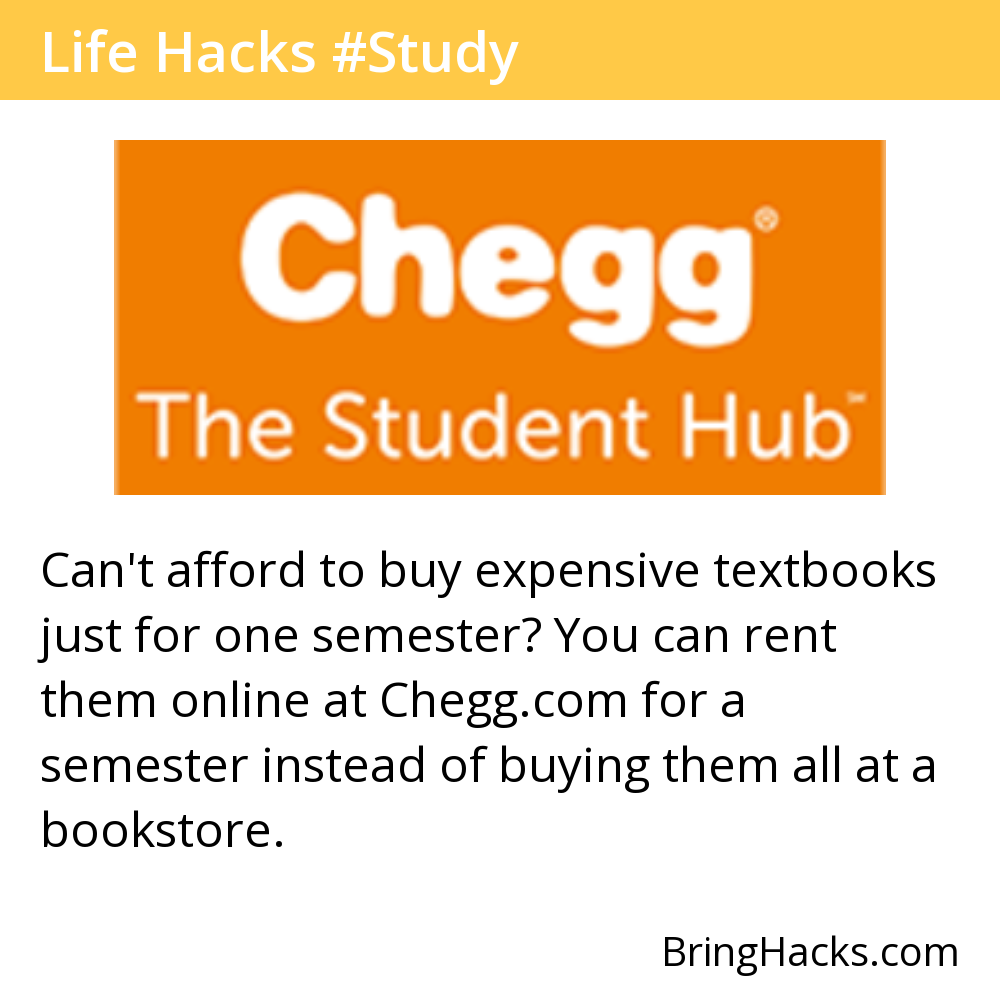 Life Hacks #Study
Chegg®
The Student Hub℠
Can't afford to buy expensive textbooks
just for one semester? You can rent
them online at Chegg.com for a
semester instead of buying them all at a
bookstore.
BringHacks.com